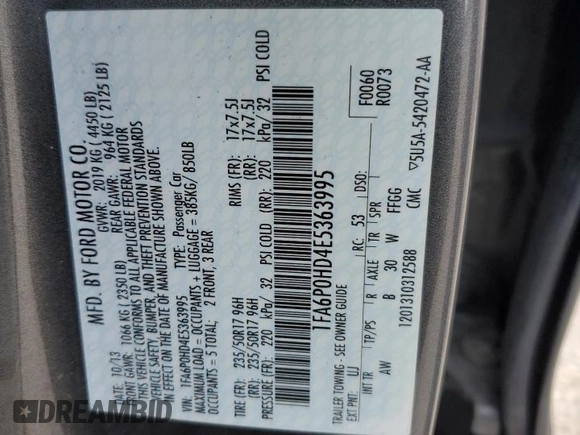 MFD. BY FORD MOTOR CO.
10/13 GVWR: 2019 KG (4450 LB)
FRONT GAWR: 1066 KG (2350 LB) REAR GAWR: 964 KG (2125 LB)
THIS VEHICLE CONFORMS TO ALL APPLICABLE FEDERAL MOTOR
VEHICLE SAFETY, BUMPER, AND THEFT PREVENTION STANDARDS
IN EFFECT ON THE DATE OF MANUFACTURE SHOWN ABOVE.
VIN: 1FA6P0HD4E5363995 TYPE: Passenger Car
MAXIMUM LOAD = OCCUPANTS + LUGGAGE = 385KG/ 850LB
OCCUPANTS = 5 TOTAL; 2 FRONT, 3 REAR
TIRE (FR): 235/50R17 96H RIMS (FR): 17x7.5J
(RR): 235/50R17 96H (RR): 17x7.5J
PRESSURE (FR): 220 kPa/ 32 PSI COLD (RR): 220 kPa/ 32 PSI COLD
1FA6P0HD4E5363995
F0060
R0073
TRAILER TOWING - SEE OWNER GUIDE
EXT PNT: UJ RC: 53 DSO:
INT TR TP/PS R AXLE TR SPR
AW I B 30 W FFGG
1201310312588 CMC ▽5U5A-5420472-AA
DREAMBID